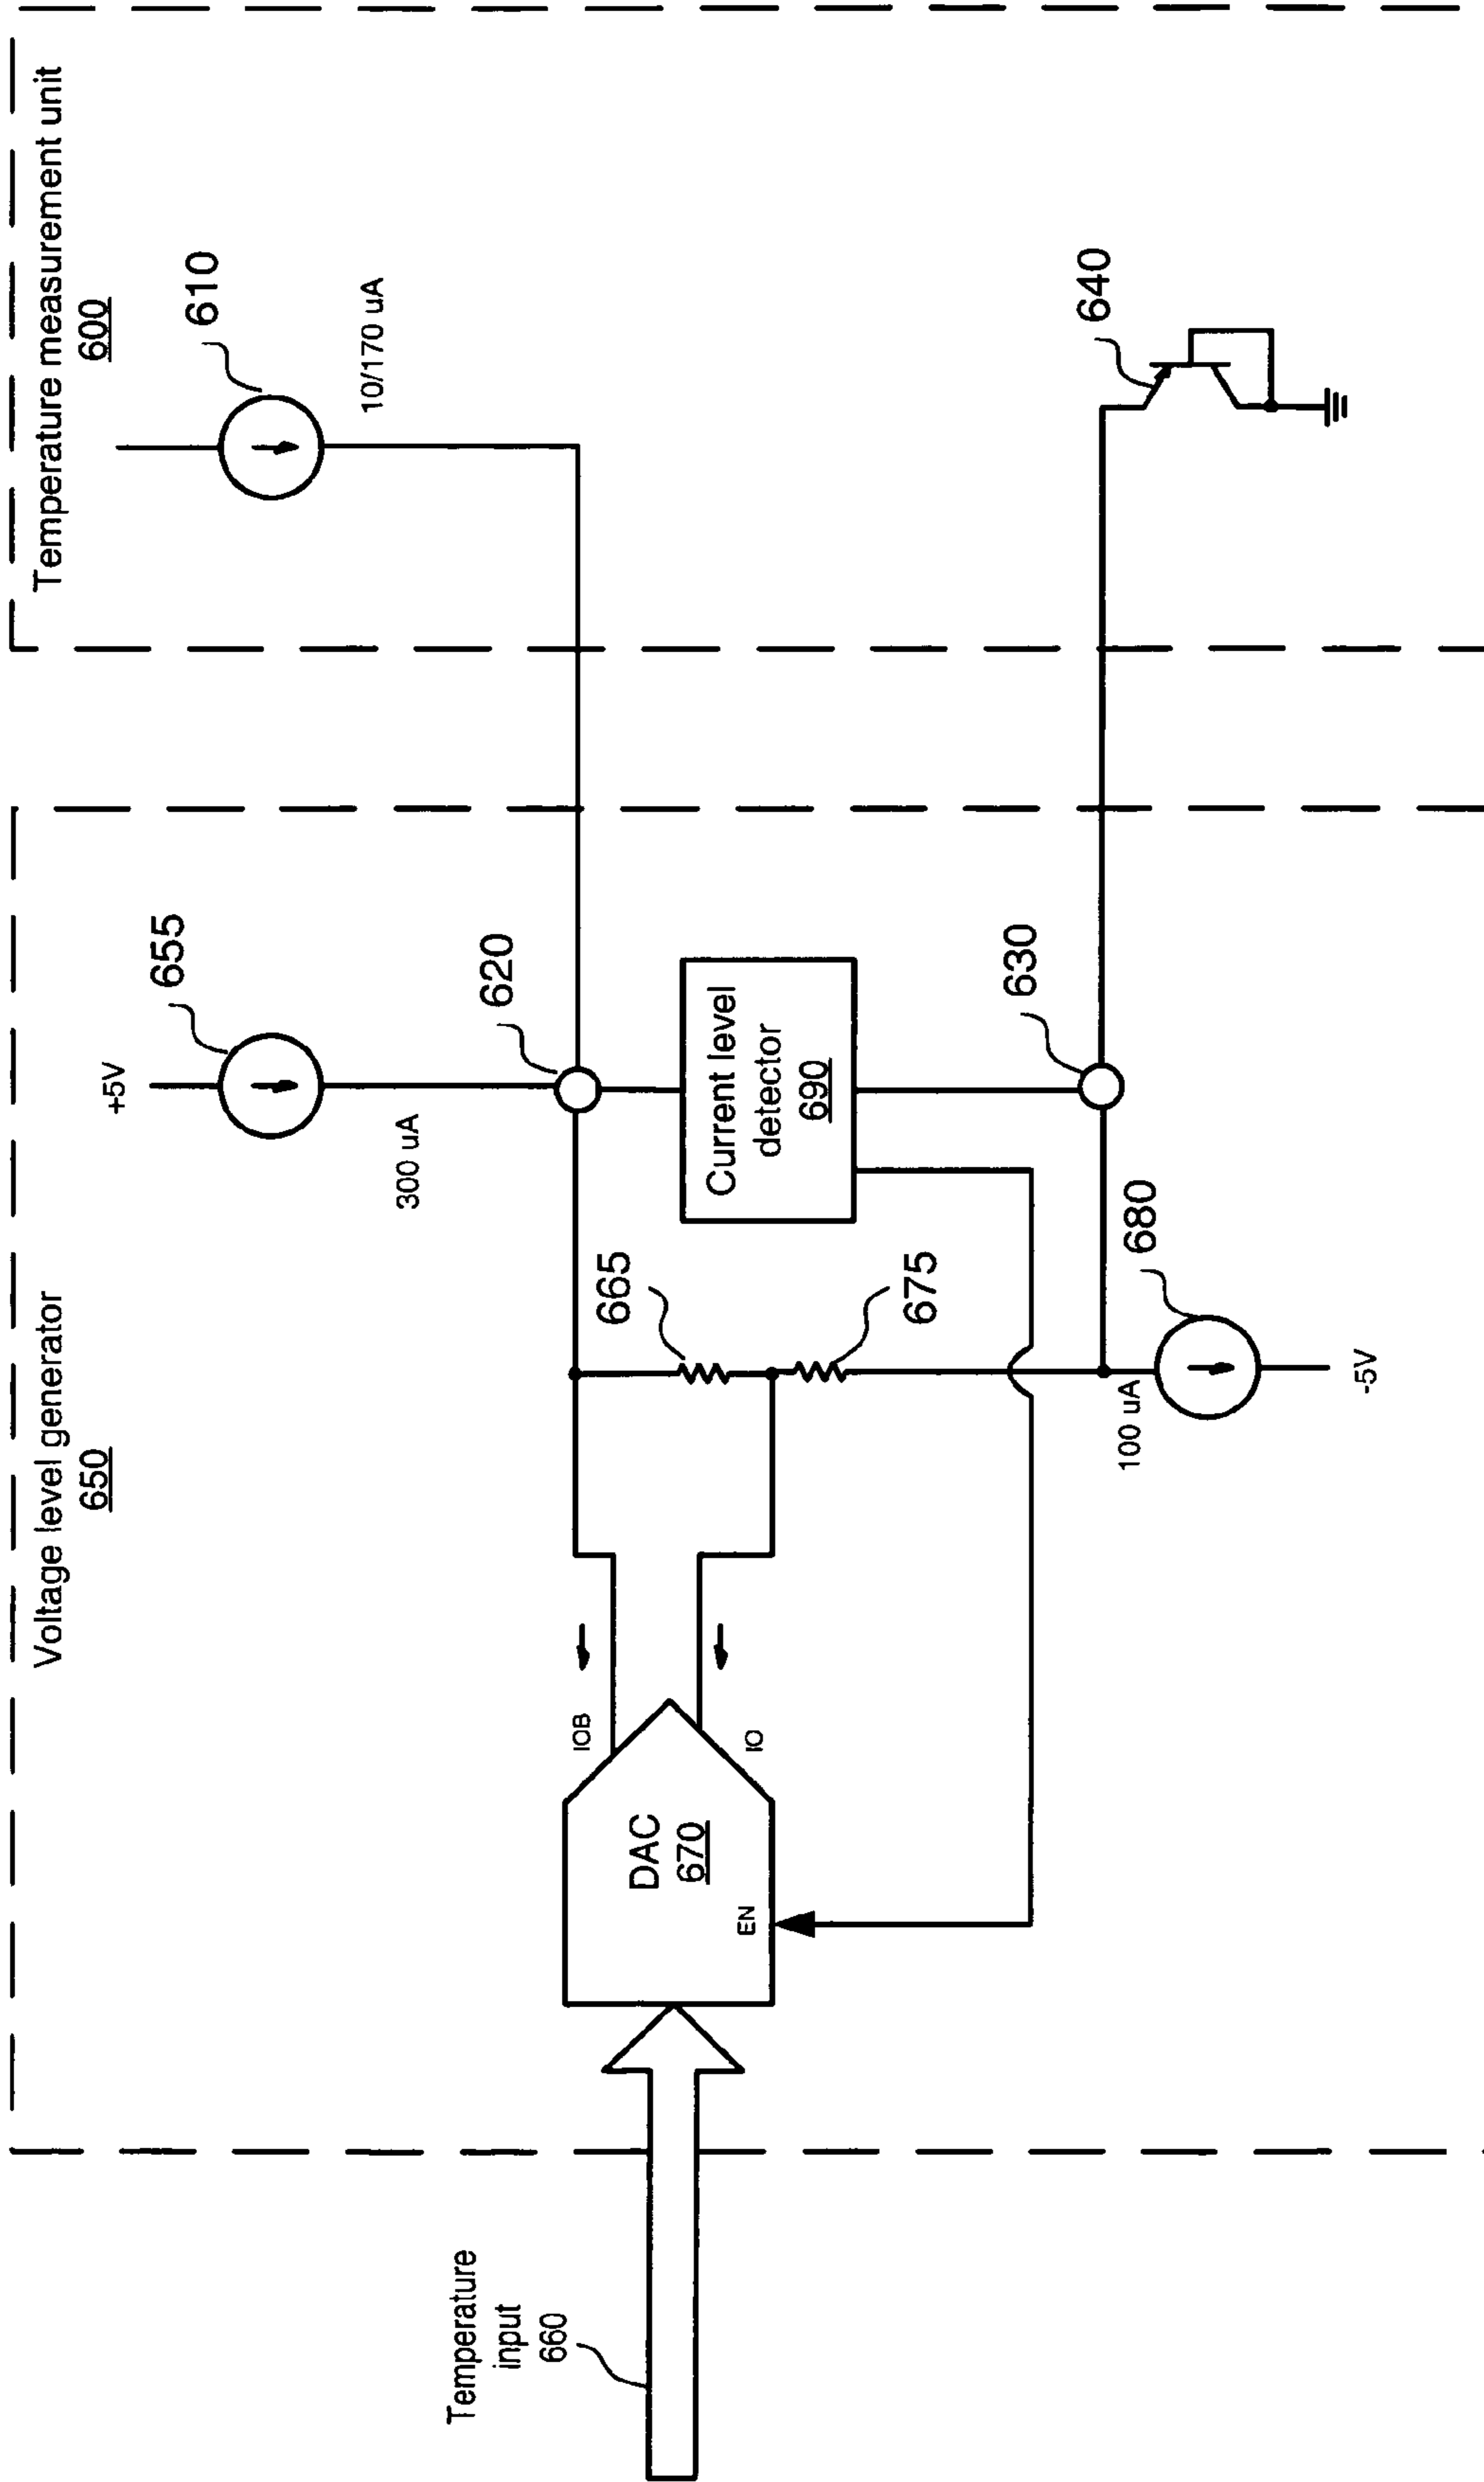 Voltage level generator
650
Temperature measurement unit
600
+5V
655
300 uA
610
10/170 uA
Temperature
input
660
IOB
DAC
670
IO
EN
620
665
675
Current level
detector
690
630
100 uA
680
-5V
640